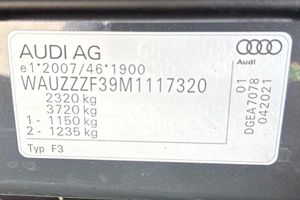 AUDI AG
Audi
e1*2007/46*1900
WAUZZZF39M1117320
2320 kg
3720 kg
1 - 1150 kg
2 - 1235 kg
Typ F3
01
DGEA7078
042021